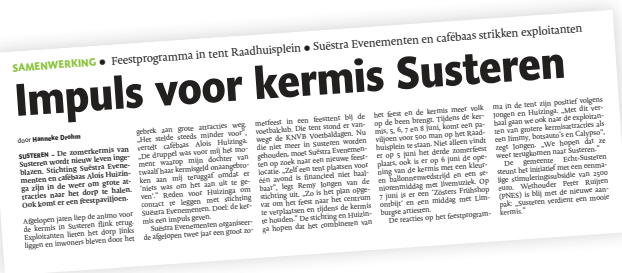 SAMENWERKING • Feestprogramma in tent Raadhuisplein • Suëstra Evenementen en cafébaas strikken exploitanten
Impuls voor kermis Susteren
door Hanneke Drohm
SUSTEREN – De zomerkermis van
Susteren wordt nieuw leven inge-
blazen. Stichting Suëstra Evene-
menten en cafébaas Alois Huizin-
ga zijn in de weer om grote at-
tracties naar het dorp te halen.
Ook komt er een feestpaviljoen.
Afgelopen jaren liep de animo voor
de kermis in Susteren flink terug.
Exploitanten lieten het dorp links
liggen en inwoners bleven door het
gebrek aan grote attracties weg.
„Het stelde steeds minder voor",
vertelt cafébaas Alois Huizinga.
„De druppel was voor mij het mo-
ment waarop mijn dochter van
twaalf haar kermisgeld onaangebro-
ken aan mij teruggaf omdat er
'niets was om het aan uit te ge-
ven'." Reden voor Huizinga om
contact te leggen met stichting
Suëstra Evenementen. Doel: de ker-
mis een impuls geven.
Suëstra Evenementen organiseer-
de afgelopen twee jaar een groot zo-
merfeest in een feesttent bij de
voetbalclub. Die tent stond er van-
wege de KNVB Voetbaldagen. Nu
die niet meer in Susteren worden
gehouden, moet Suëstra Evenemen-
ten op zoek naar een nieuwe feest-
locatie. „Zelf een tent plaatsen voor
één avond is financieel niet haal-
baar", legt Remy Jongen van de
stichting uit. „Zo is het plan opge-
vat om het feest naar het centrum
te verplaatsen en tijdens de kermis
te houden." De stichting en Huizin-
ga hopen dat het combineren van
het feest en de kermis meer volk
op de been brengt. Tijdens de ker-
mis, 5, 6, 7 en 8 juni, komt een pa-
viljoen voor 500 man op het Raad-
huisplein te staan. Niet alleen vindt
er op 5 juni het derde zomerfeest
plaats, ook is er op 6 juni de ope-
ning van de kermis met een kleur-
en ballonnenwedstrijd en een se-
niorenmiddag met livemuziek. Op
7 juni is er een 'Zösters Frühshop
onbijt' en een middag met Lim-
burgse artiesten.
De reacties op het feestprogram-
ma in de tent zijn positief volgens
Jongen en Huizinga. „Met dit ver-
haal gaan we ook naar de exploitan-
ten van grotere kermisattracties als
een Jimmy, botsauto's en Calypso",
zegt Jongen. „We hopen dat ze
weer terugkomen naar Susteren."
De gemeente Echt-Susteren
steunt het initiatief met een eenma-
lige stimuleringssubsidie van 2500
euro. Wethouder Peter Ruijten
(PNES) is blij met de nieuwe aan-
pak: „Susteren verdient een mooie
kermis."